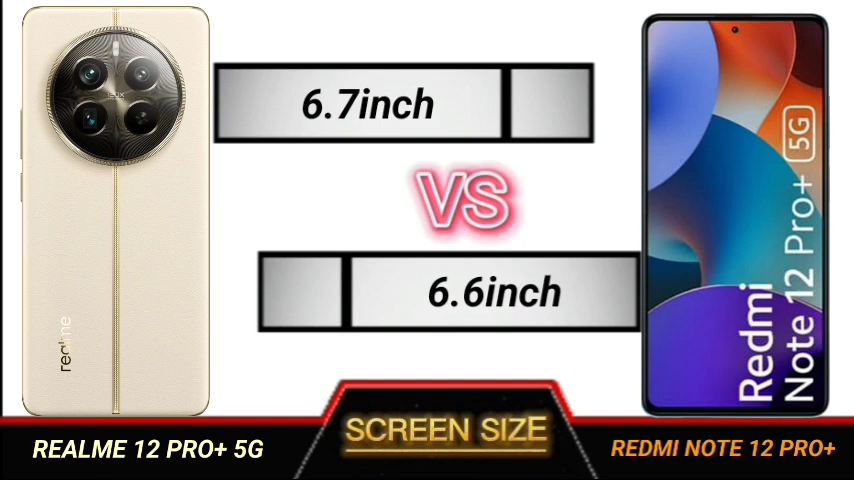 6.7inch
VS
6.6inch
realme
Redmi
Note 12 Pro+ 5G
SCREEN SIZE
REALME 12 PRO+ 5G
REDMI NOTE 12 PRO+